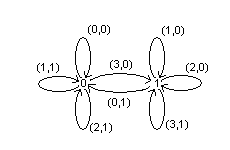 (0,0) (1,0)
(1,1) (3,0) (2,0)
0 1
(0,1)
(2,1) (3,1)